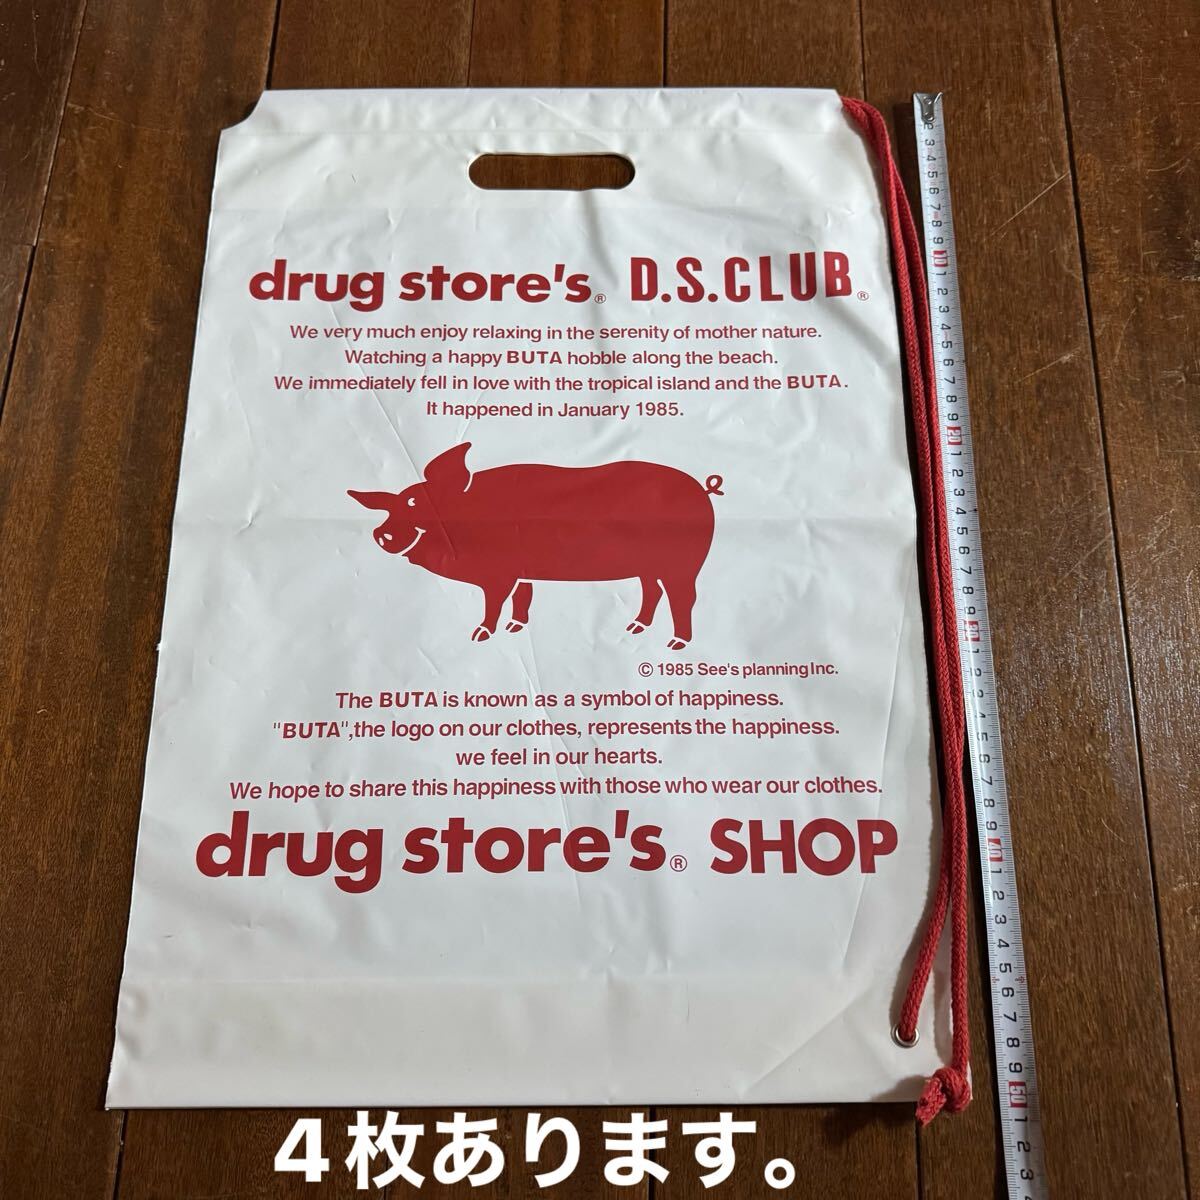 drug store's® D.S.CLUB®
We very much enjoy relaxing in the serenity of mother nature.
Watching a happy BUTA hobble along the beach.
We immediately fell in love with the tropical island and the BUTA.
It happened in January 1985.
© 1985 See's planning Inc.
The BUTA is known as a symbol of happiness.
"BUTA",the logo on our clothes, represents the happiness.
we feel in our hearts.
We hope to share this happiness with those who wear our clothes.
drug store's® SHOP
4枚あります。